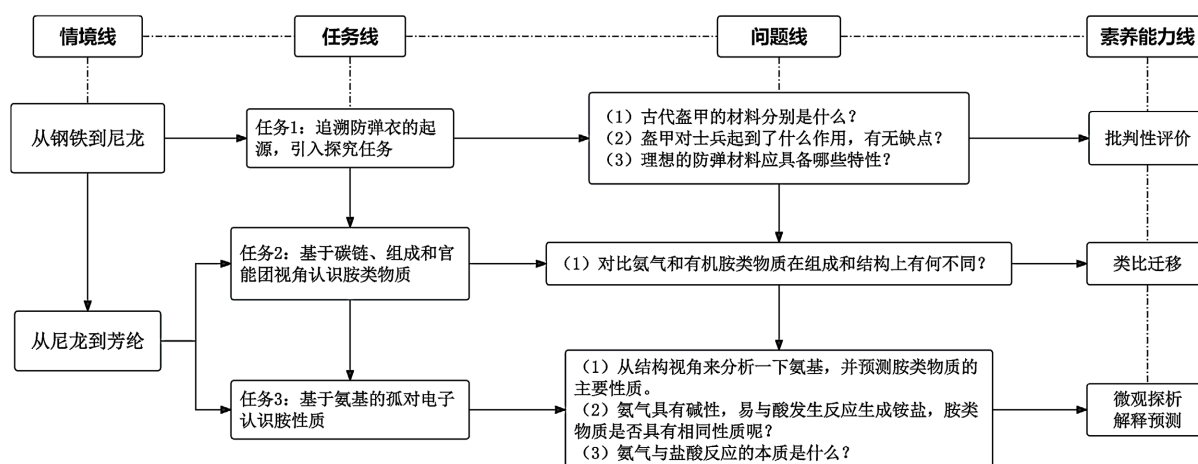 情境线
任务线
问题线
素养能力线
从钢铁到尼龙
任务1：追溯防弹衣的起
源，引入探究任务
（1）古代盔甲的材料分别是什么？
（2）盔甲对士兵起到了什么作用，有无缺点？
（3）理想的防弹材料应具备哪些特性？
批判性评价
任务2：基于碳链、组成和官
能团视角认识胺类物质
（1）对比氨气和有机胺类物质在组成和结构上有何不同？
类比迁移
从尼龙到芳纶
任务3：基于氨基的孤对电子
认识胺性质
（1）从结构视角来分析一下氨基，并预测胺类物质的
主要性质。
（2）氨气具有碱性，易与酸发生反应生成铵盐，胺类
物质是否具有相同性质呢？
（3）氨气与盐酸反应的本质是什么？
微观探析
解释预测